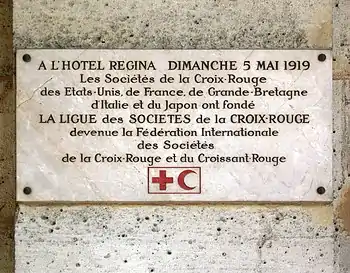 A L'HOTEL REGINA DIMANCHE 5 MAI 1919
Les Sociétés de la Croix-Rouge
des Etats-Unis, de France, de Grande-Bretagne
d'Italie et du Japon ont fondé
LA LIGUE des SOCIETES de la CROIX-ROUGE
devenue la Fédération Internationale
des Sociétés
de la Croix-Rouge et du Croissant-Rouge